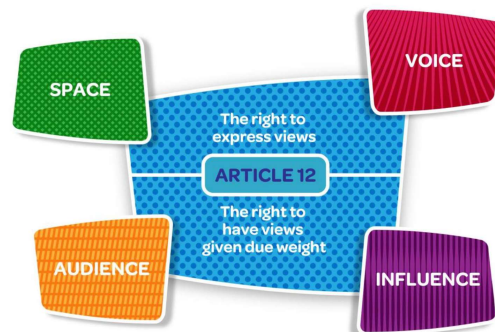 SPACE
VOICE
The right to
express views
ARTICLE 12
The right to
have views
given due weight
AUDIENCE
INFLUENCE